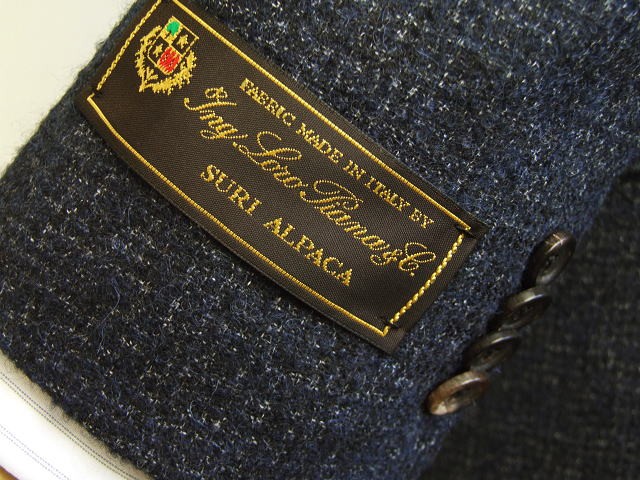 FABRIC MADE IN ITALY BY
Ing. Loro Piana & C.
SURI ALPACA